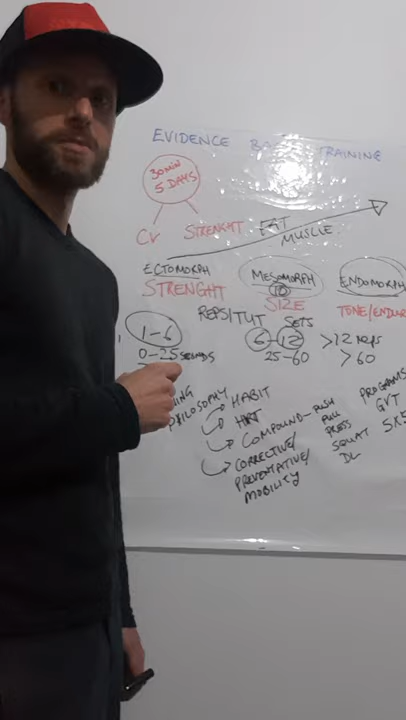 EVIDENCE BA TRAINING
30MIN
5 DAYS
CV STRENGHT FAT
MUSCLE
ECTOMORPH MESOMORPH ENDOMORPH
10
STRENGHT SIZE TONE/ENDUR
REPS/TUT SETS
1-6 6-12 >12 REPS
0-25 SECONDS 25-60 >60
PHILOSOPHY
HABIT
HIIT
COMPOUND - PUSH
PULL
PRESS
SQUAT
DL
CORRECTIVE/
PREVENTATIVE/
MOBILITY
PROGRAMS
GVT
5X5